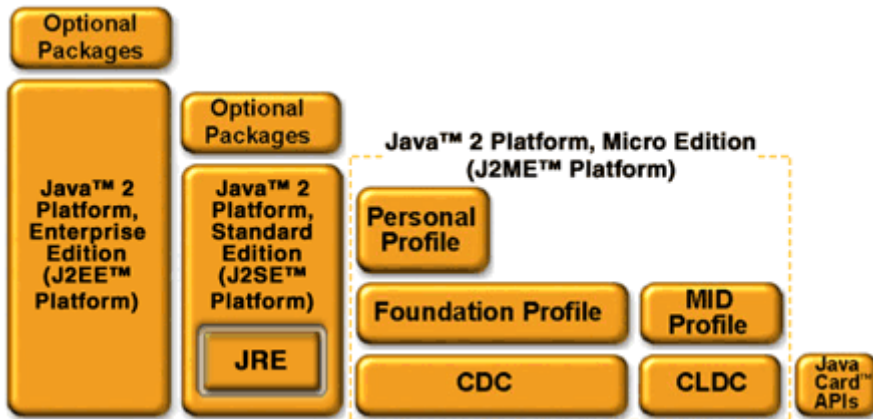 Optional
Packages
Java™ 2
Platform,
Enterprise
Edition
(J2EE™
Platform)
Optional
Packages
Java™ 2
Platform,
Standard
Edition
(J2SE™
Platform)
JRE
Java™ 2 Platform, Micro Edition
(J2ME™ Platform)
Personal
Profile
Foundation Profile
MID
Profile
CDC
CLDC
Java
Card™
APIs